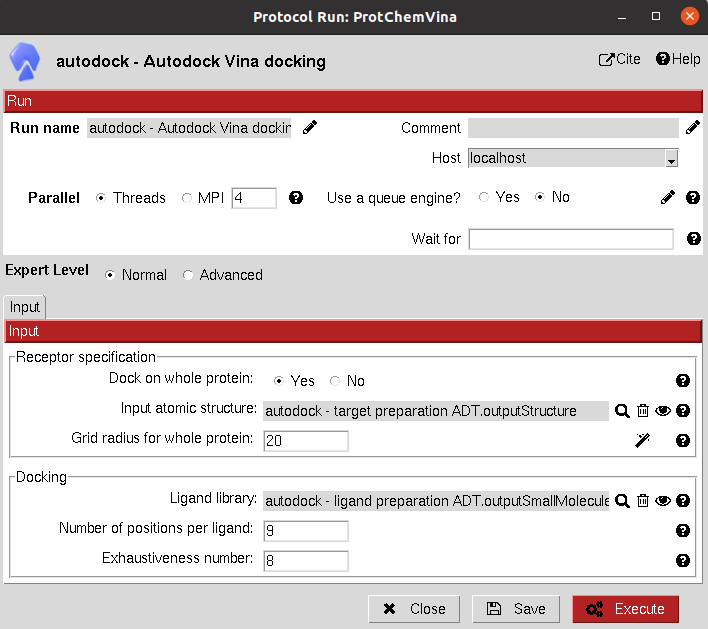 Protocol Run: ProtChemVina
autodock - Autodock Vina docking
Cite Help
Run
Run name autodock - Autodock Vina dockin Comment
Host localhost
Parallel Threads MPI 4 Use a queue engine? Yes No
Wait for
Expert Level Normal Advanced
Input
Input
Receptor specification
Dock on whole protein: Yes No
Input atomic structure: autodock - target preparation ADT.outputStructure
Grid radius for whole protein: 20
Docking
Ligand library: autodock - ligand preparation ADT.outputSmallMolecule
Number of positions per ligand: 9
Exhaustiveness number: 8
Close Save Execute